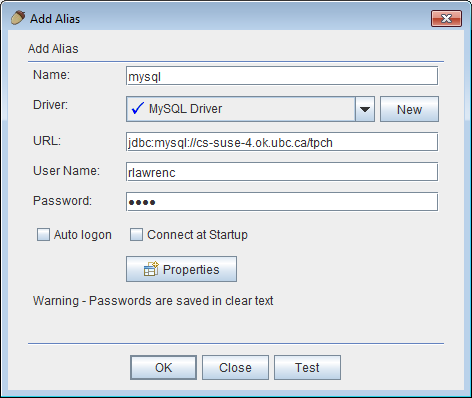 Add Alias
Add Alias
Name: mysql
Driver: MySQL Driver New
URL: jdbc:mysql://cs-suse-4.ok.ubc.ca/tpch
User Name: rlawrenc
Password: ••••
Auto logon Connect at Startup
Properties
Warning - Passwords are saved in clear text
OK Close Test